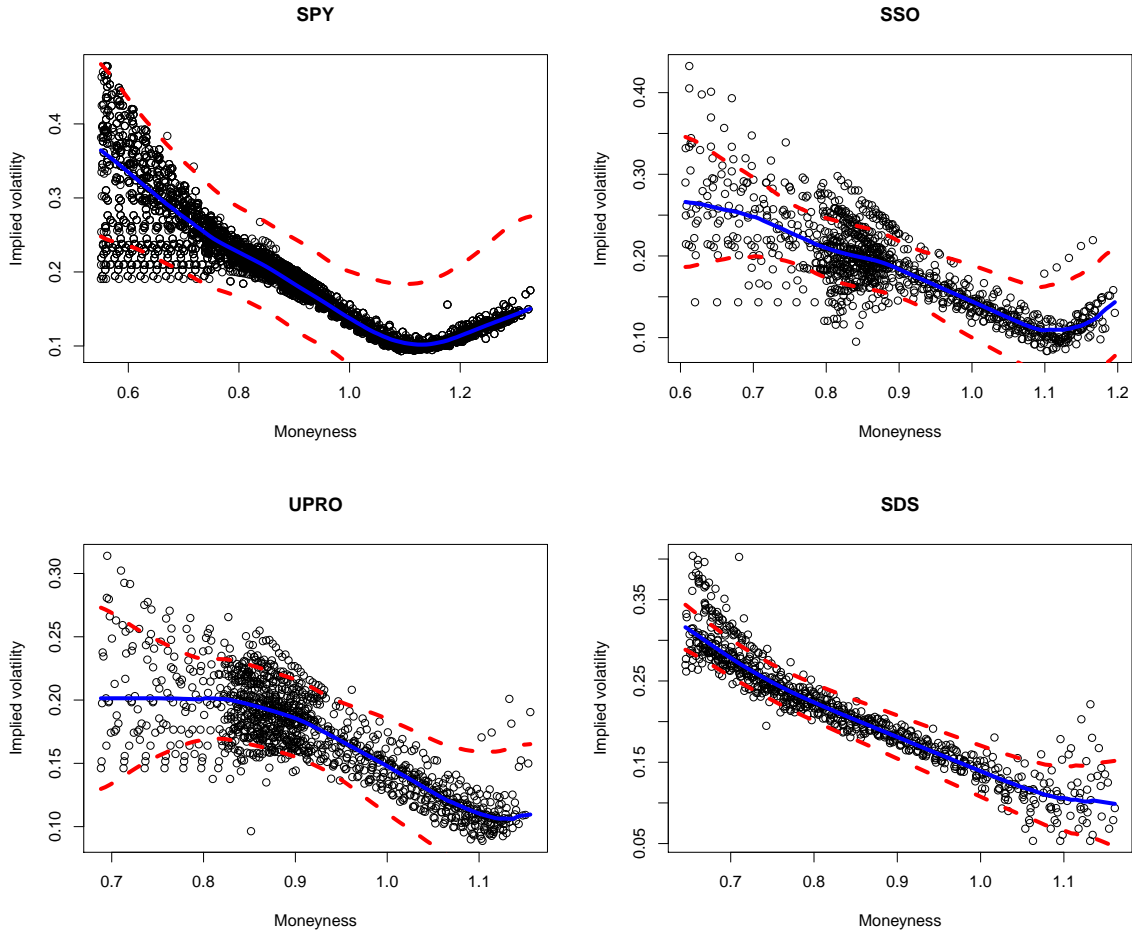 SPY
Implied volatility
0.4
0.3
0.2
0.1
0.6 0.8 1.0 1.2
Moneyness
SSO
Implied volatility
0.40
0.30
0.20
0.10
0.6 0.7 0.8 0.9 1.0 1.1 1.2
Moneyness
UPRO
Implied volatility
0.30
0.25
0.20
0.15
0.10
0.7 0.8 0.9 1.0 1.1
Moneyness
SDS
Implied volatility
0.35
0.25
0.15
0.05
0.7 0.8 0.9 1.0 1.1
Moneyness